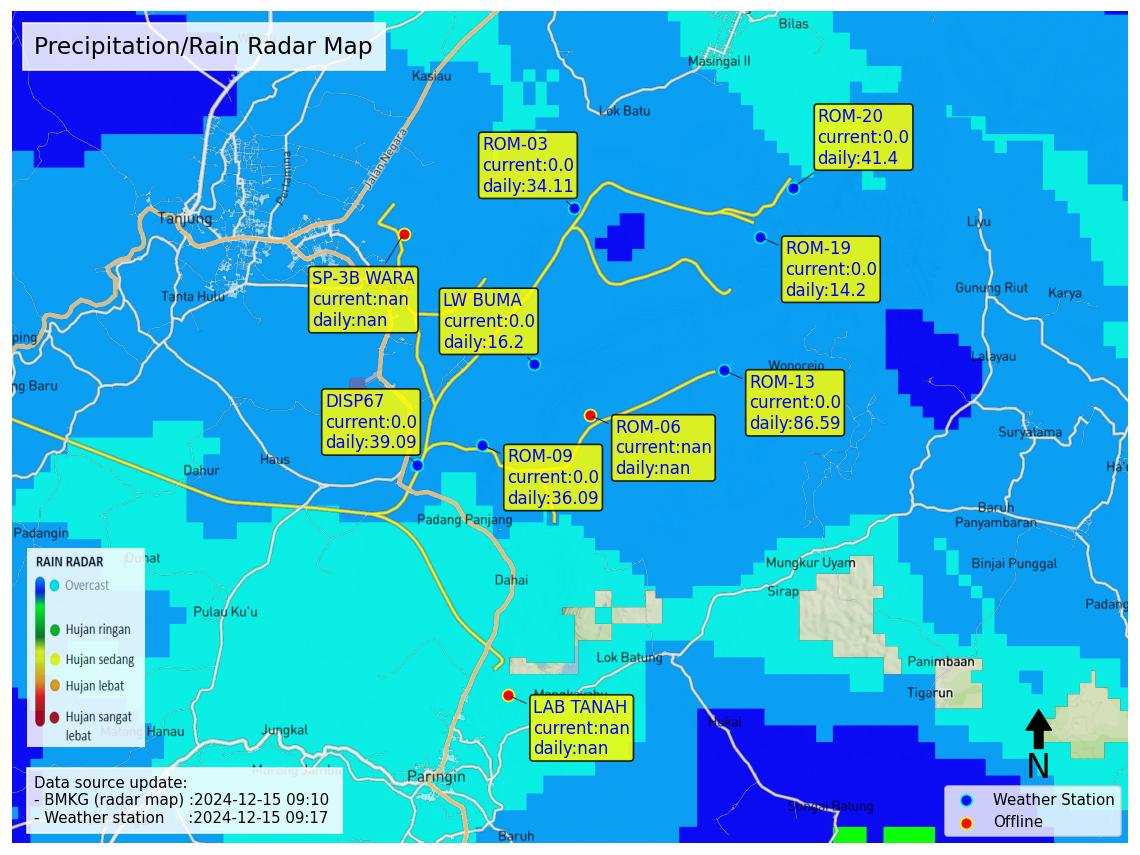 Precipitation/Rain Radar Map
Bilas
Masingai II
Kasiau
Lok Batu
Jalan Negara
Pertamina
Tanjung
Tanta Hulu
ROM-03
current:0.0
daily:34.11
ROM-20
current:0.0
daily:41.4
ROM-19
current:0.0
daily:14.2
SP-3B WARA
current:nan
daily:nan
LW BUMA
current:0.0
daily:16.2
Liyu
Gunung Riut
Karya
Lalayau
Wonorejo
ping
ng Baru
DISP67
current:0.0
daily:39.09
ROM-13
current:0.0
daily:86.59
ROM-06
current:nan
daily:nan
ROM-09
current:0.0
daily:36.09
Suryatama
Dahur
Haus
Padangin
Padang Panjang
Baruh
Panyambaran
Binjai Punggal
Mungkur Uyam
Sirap
Dahai
Padang
Pulau Ku'u
Lok Batung
Panimbaan
Tigarun
RAIN RADAR
Overcast
Hujan ringan
Hujan sedang
Hujan lebat
Hujan sangat
lebat
LAB TANAH
current:nan
daily:nan
Hukai
Jungkal
Paringin
Sungai Batung
Baruh
Data source update:
- BMKG (radar map) :2024-12-15 09:10
- Weather station :2024-12-15 09:17
N
Weather Station
Offline